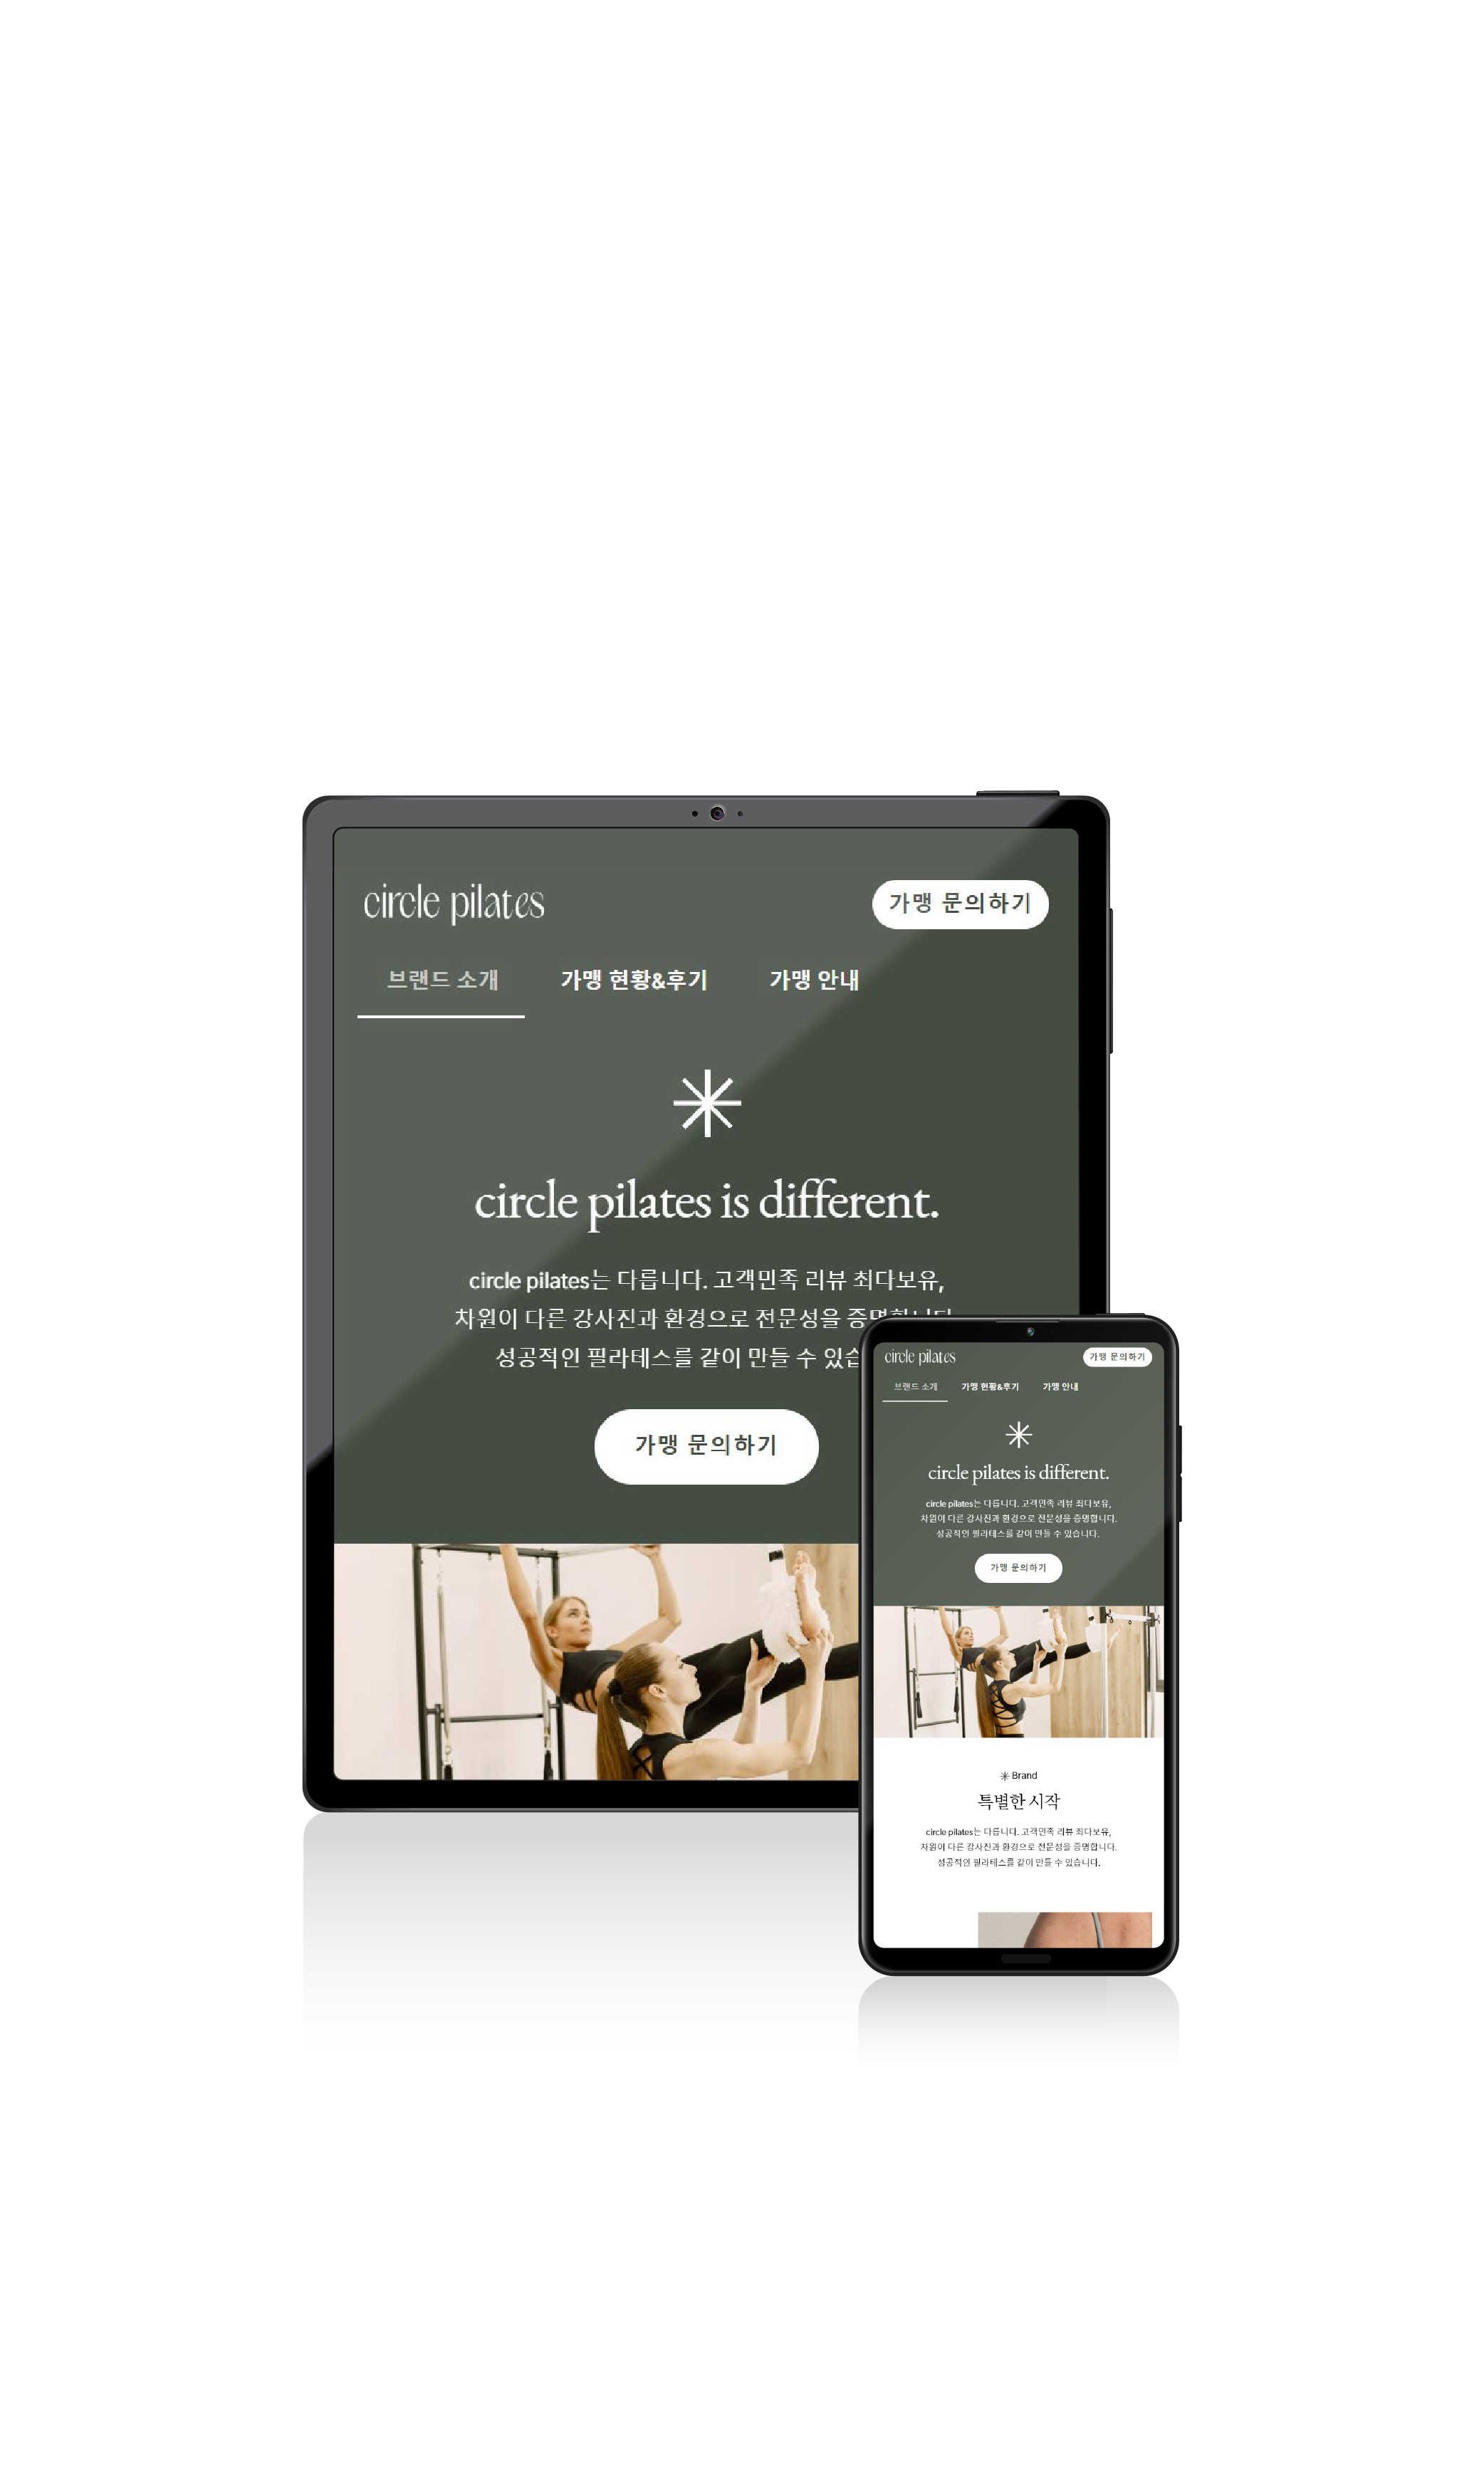 circle pilates
가맹 문의하기
브랜드 소개 가맹 현황&후기 가맹 안내
circle pilates is different.
circle pilates는 다릅니다. 고객민족 리뷰 최다보유,
차원이 다른 강사진과 환경으로 전문성을 증명합니다.
성공적인 필라테스를 같이 만들 수 있습
가맹 문의하기
circle pilates
가맹 문의하기
브랜드 소개 가맹 현황&후기 가맹 안내
circle pilates is different.
circle pilates는 다릅니다. 고객민족 리뷰 최다보유,
차원이 다른 강사진과 환경으로 전문성을 증명합니다.
성공적인 필라테스를 같이 만들 수 있습니다.
가맹 문의하기
Brand
특별한 시작
circle pilates는 다릅니다. 고객민족 리뷰 최다보유,
차원이 다른 강사진과 환경으로 전문성을 증명합니다.
성공적인 필라테스를 같이 만들 수 있습니다.